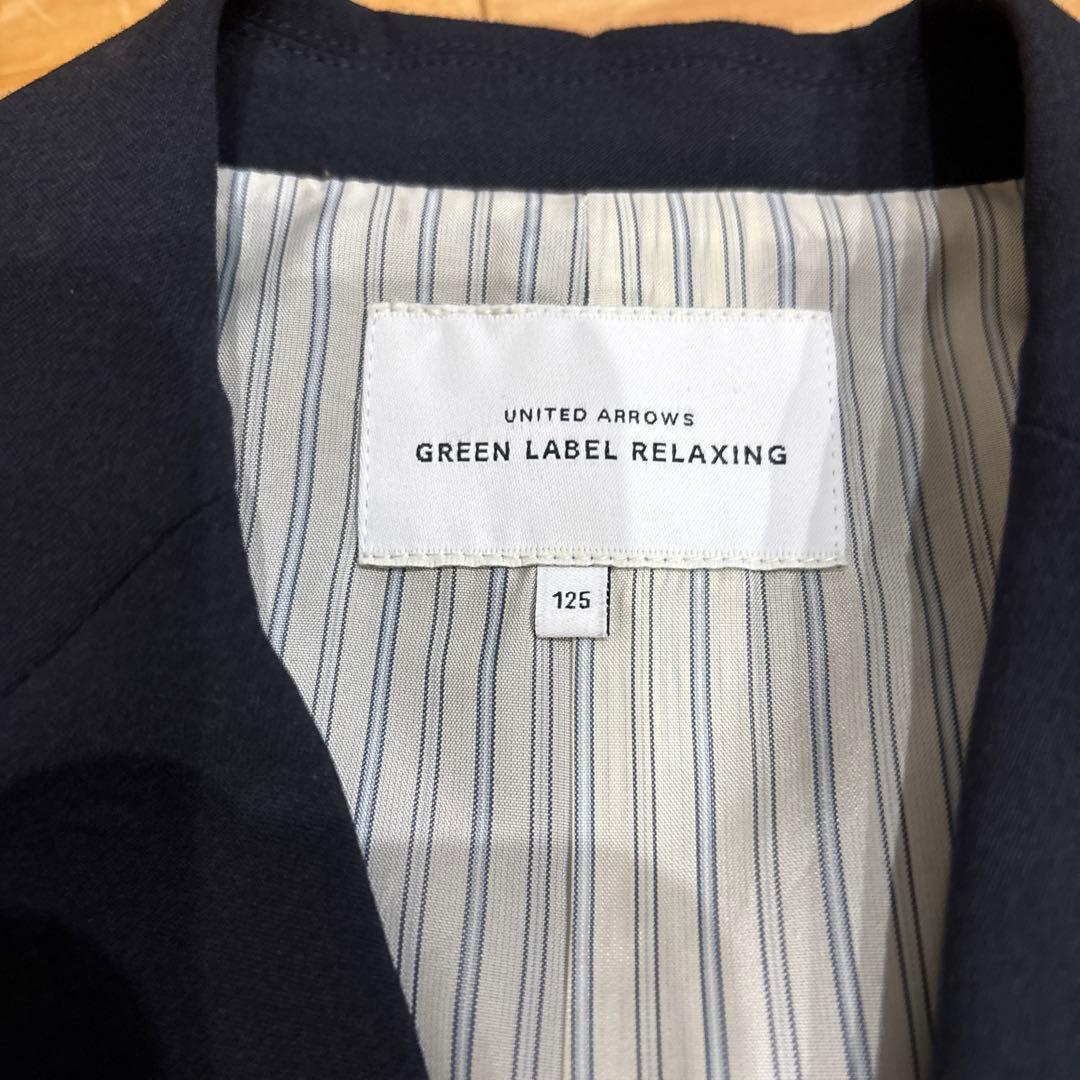 UNITED ARROWS
GREEN LABEL RELAXING
125